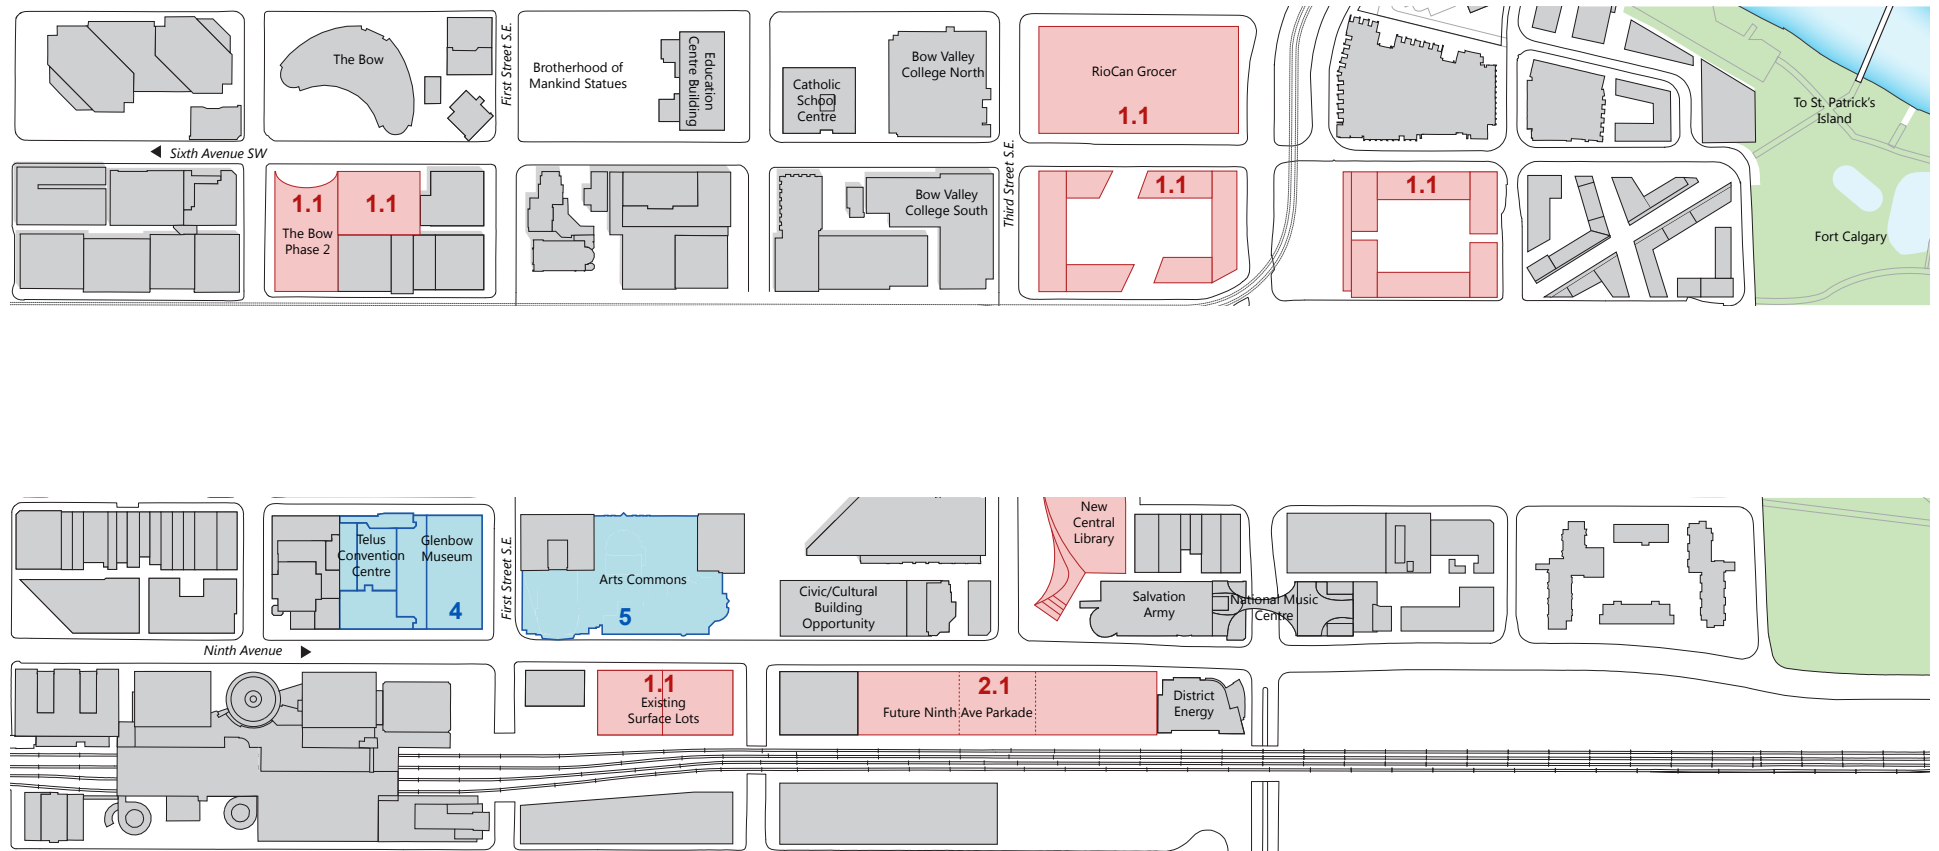 The Bow
First Street S.E.
Brotherhood of
Mankind Statues
Education
Centre Building
Catholic
School
Centre
Bow Valley
College North
RioCan Grocer
1.1
To St. Patrick's
Island
Sixth Avenue SW
1.1
1.1
The Bow
Phase 2
Bow Valley
College South
Third Street S.E.
1.1
1.1
Fort Calgary
Telus
Convention
Centre
Glenbow
Museum
4
First Street S.E.
Arts Commons
5
Civic/Cultural
Building
Opportunity
New
Central
Library
Salvation
Army
National Music
Centre
Ninth Avenue
1.1
Existing
Surface Lots
2.1
Future Ninth Ave Parkade
District
Energy